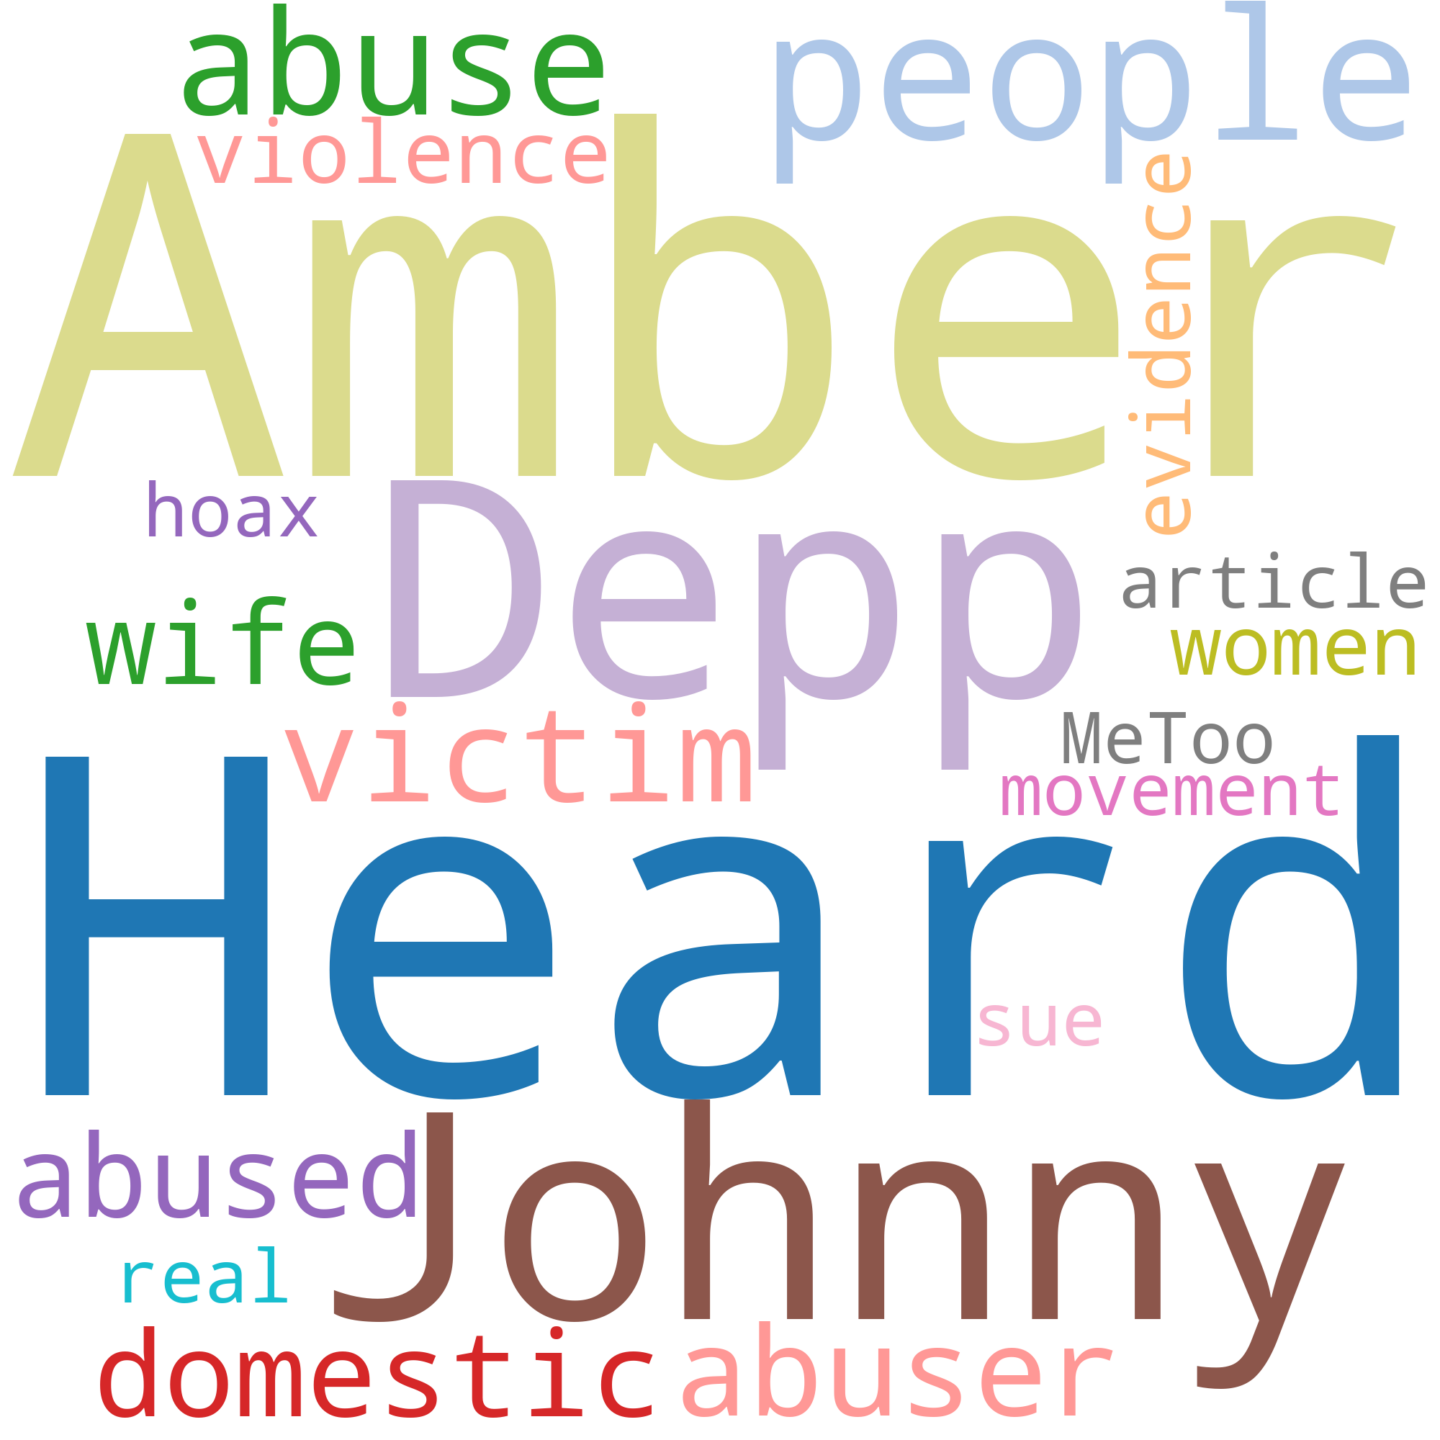 abuse
people
violence
Amber
evidence
hoax
Depp
article
wife
women
victim
MeToo
movement
Heard
sue
Johnny
abused
real
domestic
abuser